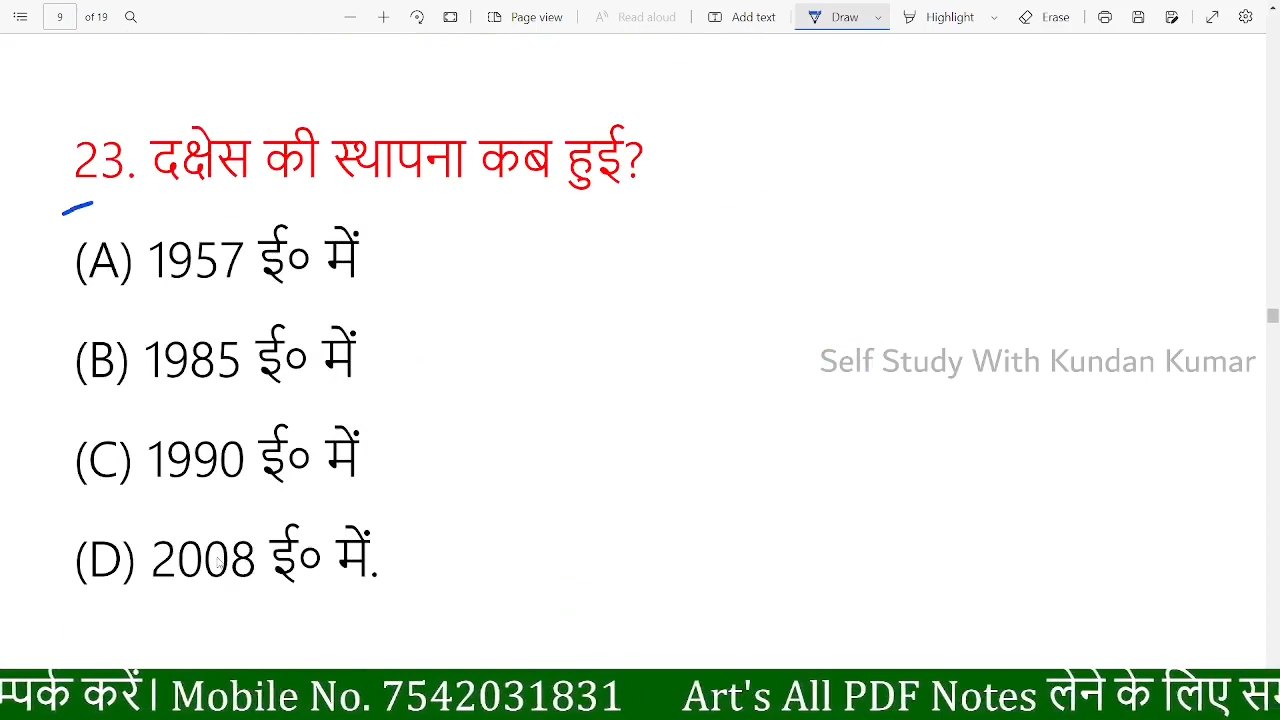 9 of 19 Page view Read aloud Add text Draw Highlight Erase
23. दक्षेस की स्थापना कब हुई?
(A) 1957 ई० में
(B) 1985 ई० में
Self Study With Kundan Kumar
(C) 1990 ई० में
(D) 2008 ई० में.
म्पर्क करें। Mobile No. 7542031831 Art's All PDF Notes लेने के लिए सम